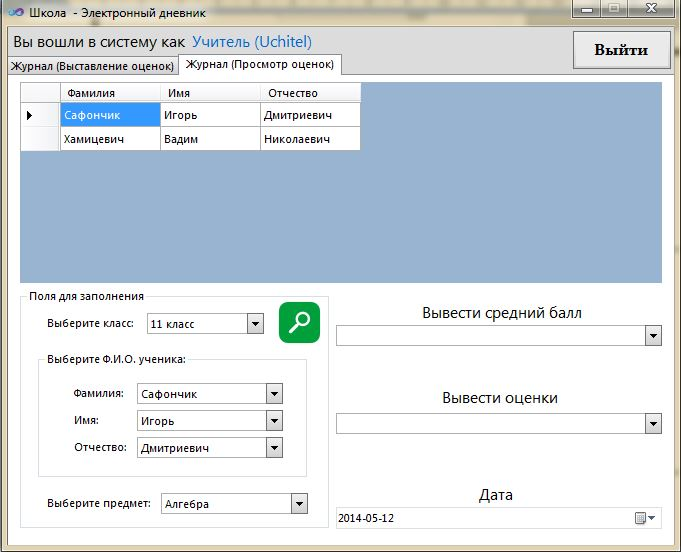 Школа - Электронный дневник
Вы вошли в систему как Учитель (Uchitel)
Выйти
Журнал (Выставление оценок) Журнал (Просмотр оценок)
Фамилия Имя Отчество
Сафончик Игорь Дмитриевич
Хамицевич Вадим Николаевич
Поля для заполнения
Выберите класс: 11 класс
Выберите Ф.И.О. ученика:
Фамилия: Сафончик
Имя: Игорь
Отчество: Дмитриевич
Выберите предмет: Алгебра
Вывести средний балл
Вывести оценки
Дата
2014-05-12